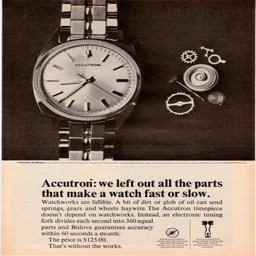 ACCUTRON
Accutron: we left out all the parts
that make a watch fast or slow.
Watchworks are fallible. A bit of dirt or glob of oil can send
springs, gears and wheels haywire. The Accutron timepiece
doesn't depend on watchworks. Instead, an electronic tuning
fork divides each second into 360 equal
parts and Bulova guarantees accuracy
within 60 seconds a month.
The price is $125.00.
That's without the works.